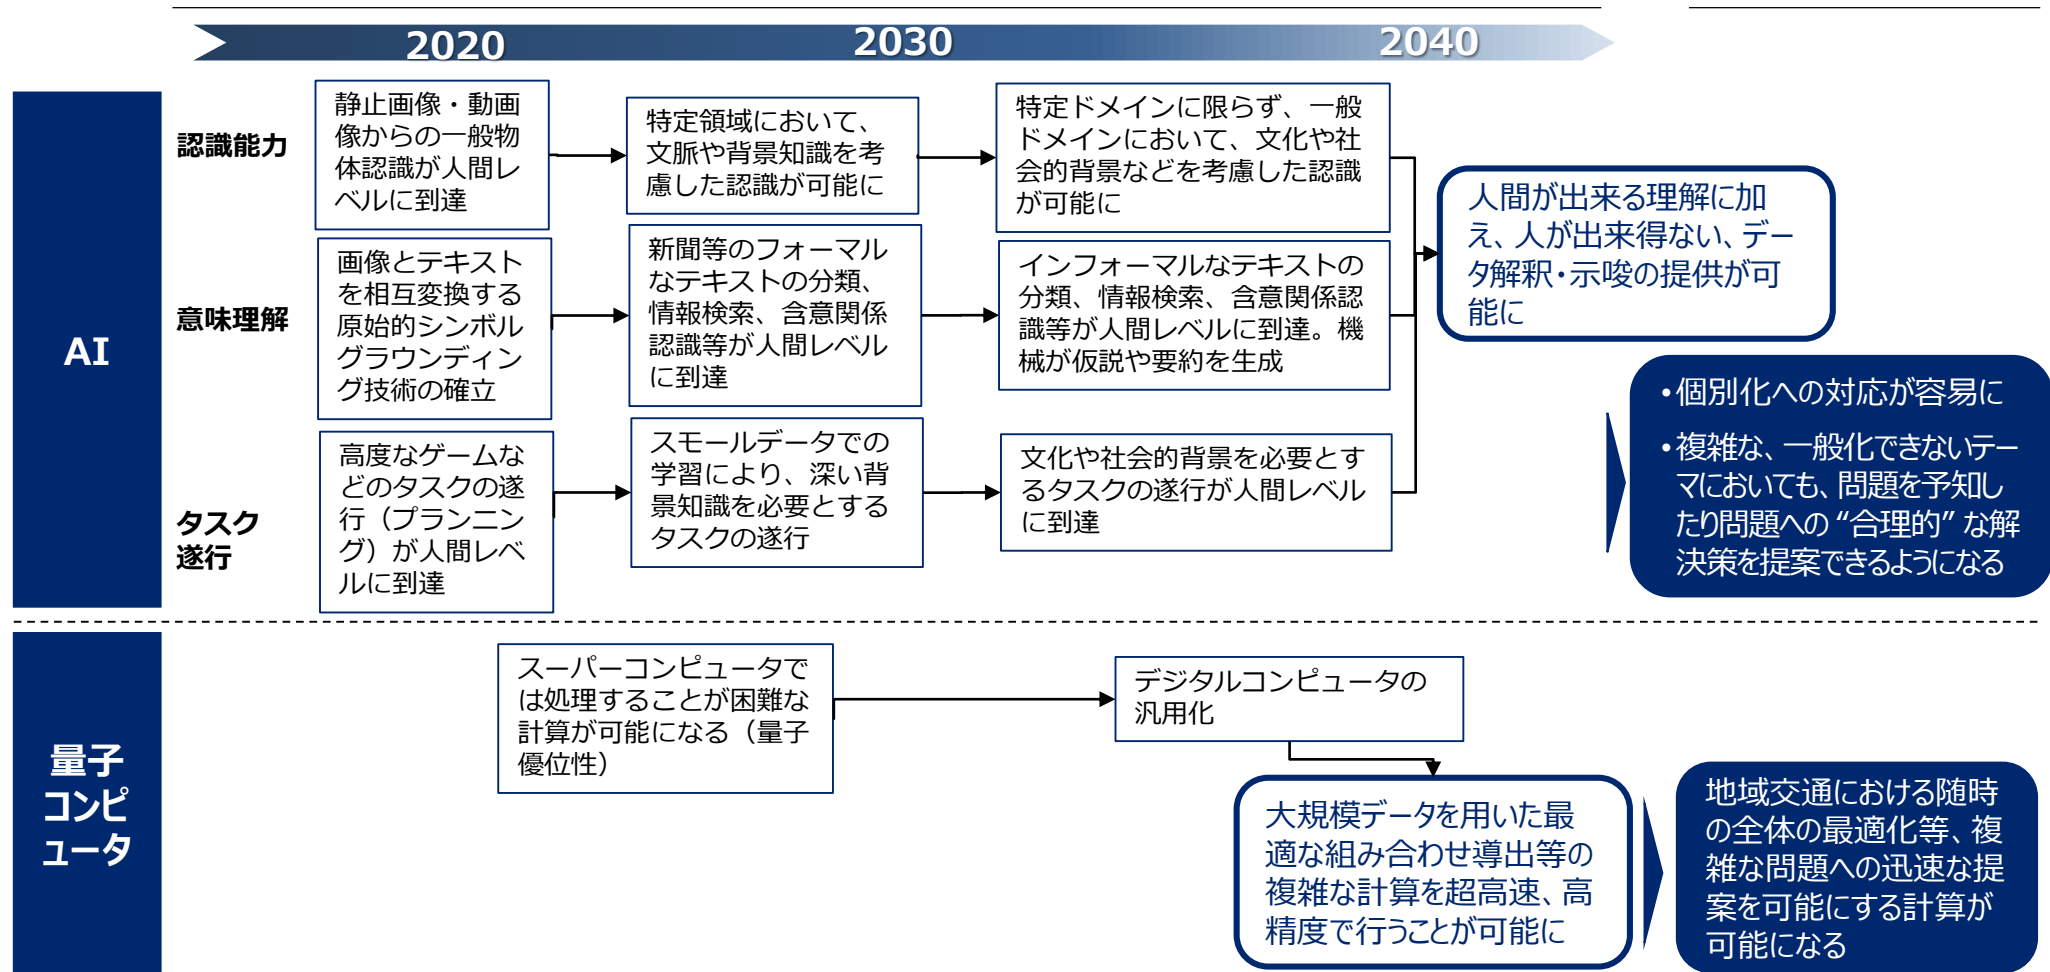 2020
2030
2040
AI
認識能力
静止画像・動画
像からの一般物
体認識が人間レ
ベルに到達
特定領域において、
文脈や背景知識を考
慮した認識が可能に
特定ドメインに限らず、一般
ドメインにおいて、文化や社
会的背景などを考慮した認識
が可能に
意味理解
画像とテキスト
を相互変換する
原始的シンボル
グラウンディン
グ技術の確立
新聞等のフォーマル
なテキストの分類、
情報検索、含意関係
認識等が人間レベル
に到達
インフォーマルなテキストの
分類、情報検索、含意関係認
識等が人間レベルに到達。機
械が仮説や要約を生成
タスク
遂行
高度なゲームな
どのタスクの遂
行（プランニン
グ）が人間レベ
ルに到達
スモールデータでの
学習により、深い背
景知識を必要とする
タスクの遂行
文化や社会的背景を必要とす
るタスクの遂行が人間レベル
に到達
人間が出来る理解に加
え、人が出来得ない、デー
タ解釈・示唆の提供が可
能に
•個別化への対応が容易に
•複雑な、一般化できないテー
マにおいても、問題を予知し
たり問題への“合理的”な解
決策を提案できるようになる
量子
コンピ
ュータ
スーパーコンピュータで
は処理することが困難な
計算が可能になる（量子
優位性）
デジタルコンピュータの
汎用化
大規模データを用いた最
適な組み合わせ導出等の
複雑な計算を超高速、高
精度で行うことが可能に
地域交通における随時
の全体の最適化等、複
雑な問題への迅速な提
案を可能にする計算が
可能になる